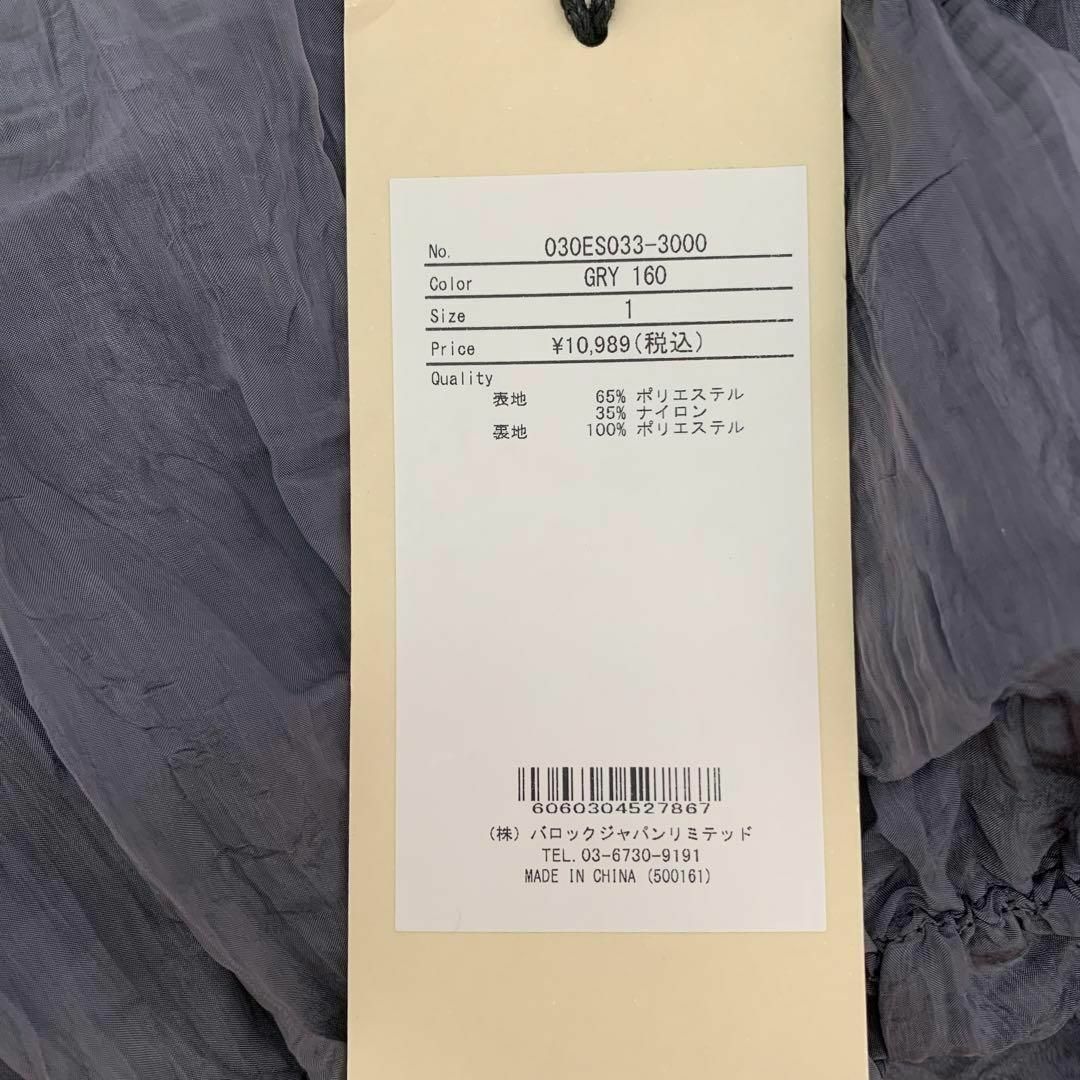 No. 030ES033-3000
Color GRY 160
Size 1
Price ¥10,989(税込)
Quality
表地 65% ポリエステル
35% ナイロン
裏地 100% ポリエステル
6060304527867
(株) バロックジャパンリミテッド
TEL. 03-6730-9191
MADE IN CHINA (500161)